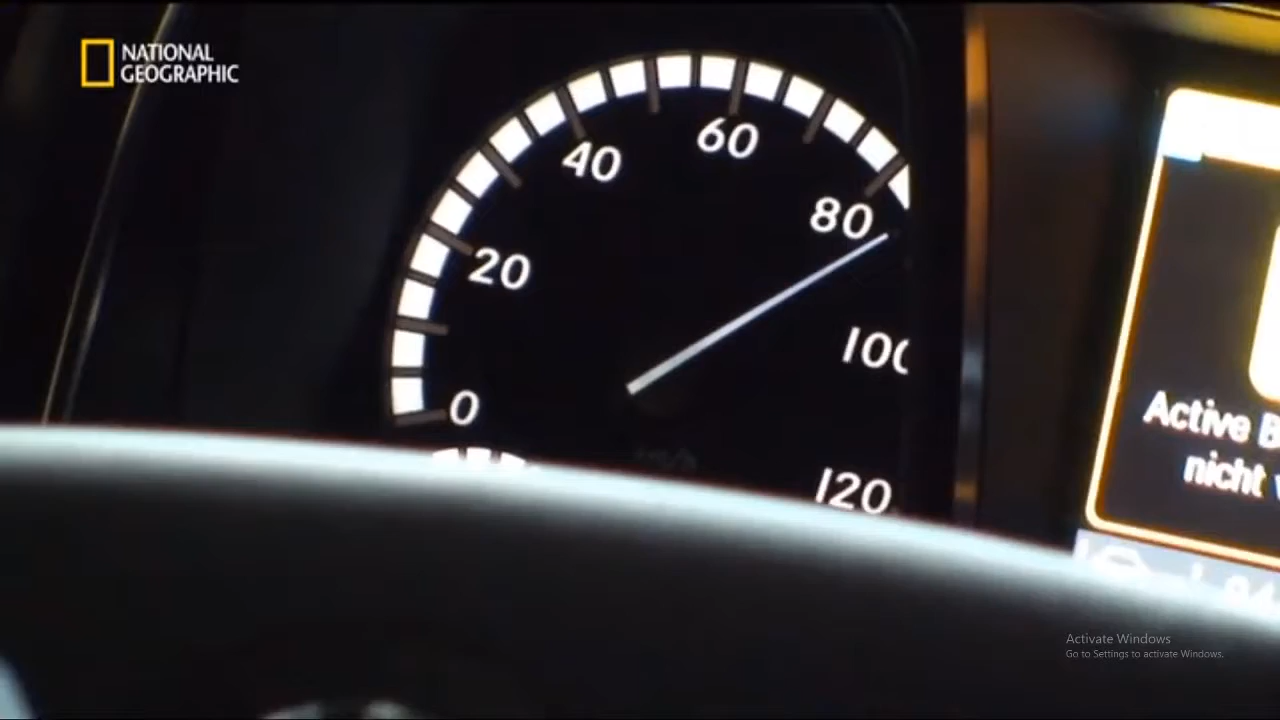 NATIONAL
GEOGRAPHIC
60
40
80
20
100
0
120
Active
nicht
Activate Windows
Go to Settings to activate Windows.